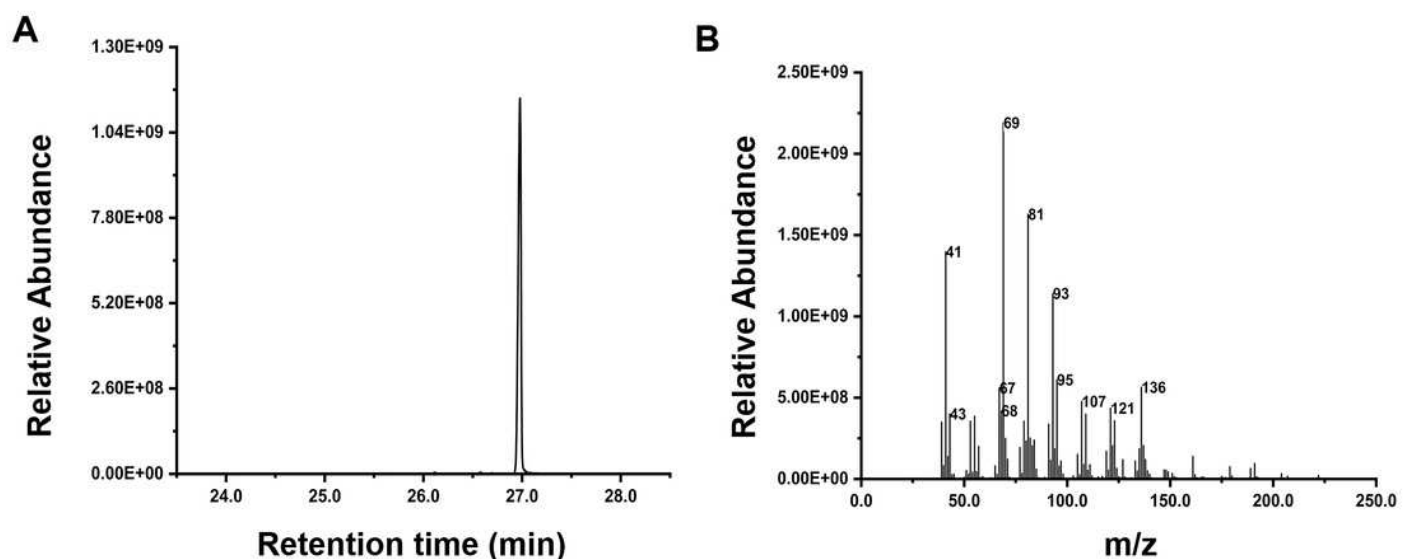 A
Relative Abundance
1.30E+09
1.04E+09
7.80E+08
5.20E+08
2.60E+08
0.00E+00
24.0 25.0 26.0 27.0 28.0
Retention time (min)
B
Relative Abundance
2.50E+09
2.00E+09
1.50E+09
1.00E+09
5.00E+08
0.00E+00
69
81
41
93
95
67
136
68
43
107
121
0.0 50.0 100.0 150.0 200.0 250.0
m/z